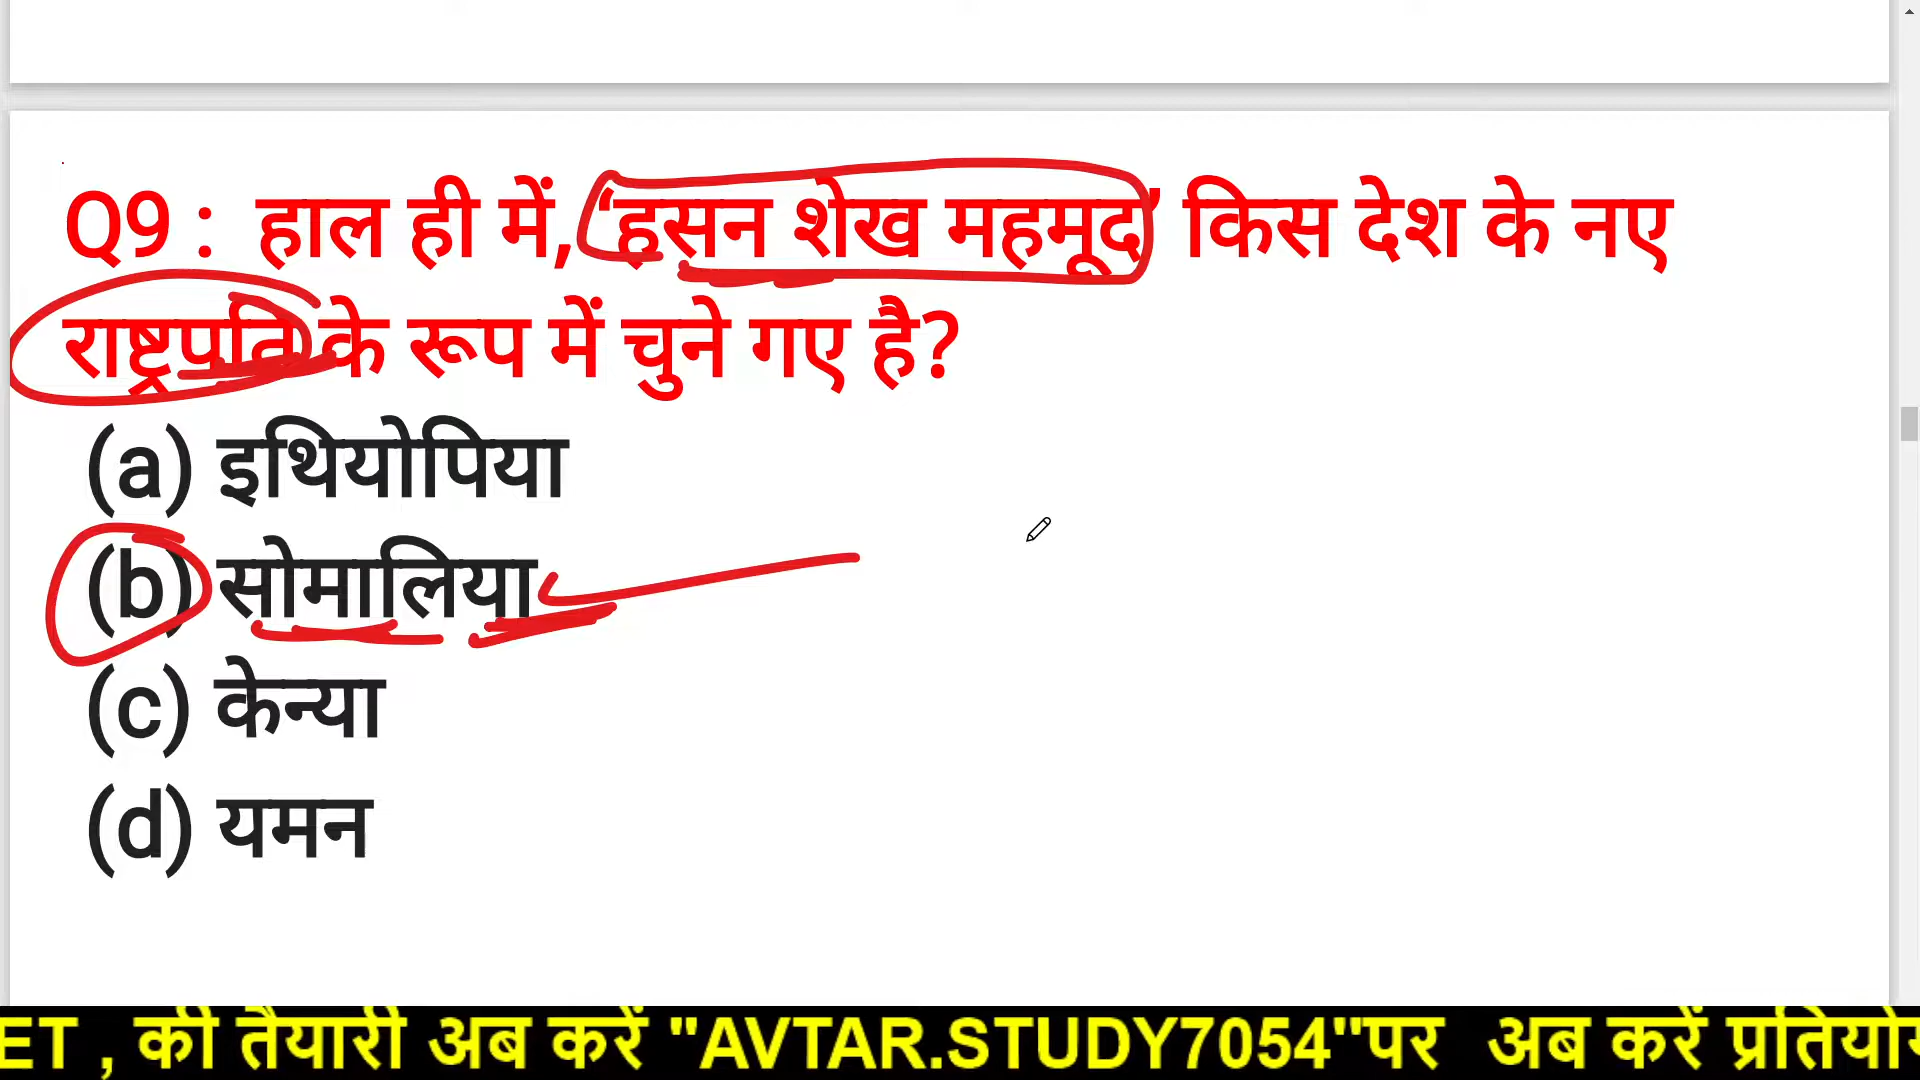 Q9 : हाल ही में, ‘हसन शेख महमूद’ किस देश के नए
राष्ट्रपति के रूप में चुने गए है?
(a) इथियोपिया
(b) सोमालिया
(c) केन्या
(d) यमन
ET , की तैयारी अब करें "AVTAR.STUDY7054"पर अब करें